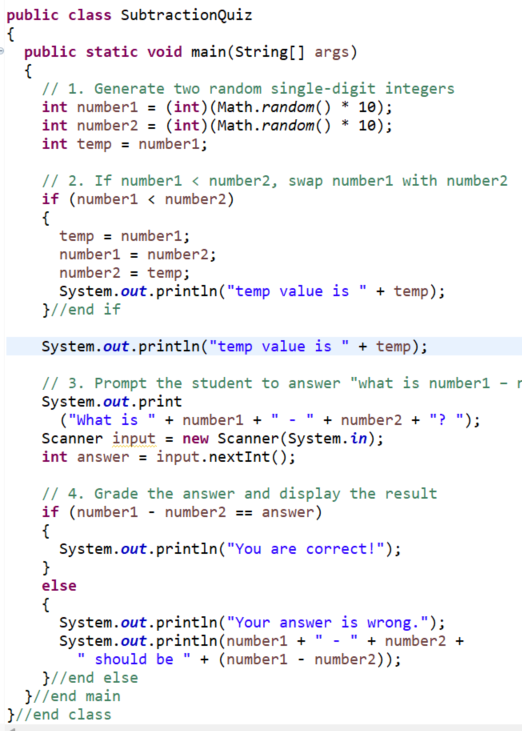 public class SubtractionQuiz
{
public static void main(String[] args)
{
// 1. Generate two random single-digit integers
int number1 = (int)(Math.random() * 10);
int number2 = (int)(Math.random() * 10);
int temp = number1;
// 2. If number1 < number2, swap number1 with number2
if (number1 < number2)
{
temp = number1;
number1 = number2;
number2 = temp;
System.out.println("temp value is " + temp);
}//end if
System.out.println("temp value is " + temp);
// 3. Prompt the student to answer "what is number1 –
System.out.print
("What is " + number1 + " - " + number2 + "? ");
Scanner input = new Scanner(System.in);
int answer = input.nextInt();
// 4. Grade the answer and display the result
if (number1 - number2 == answer)
{
System.out.println("You are correct!");
}
else
{
System.out.println("Your answer is wrong.");
System.out.println(number1 + " - " + number2 +
" should be " + (number1 - number2));
}//end else
}//end main
}//end class